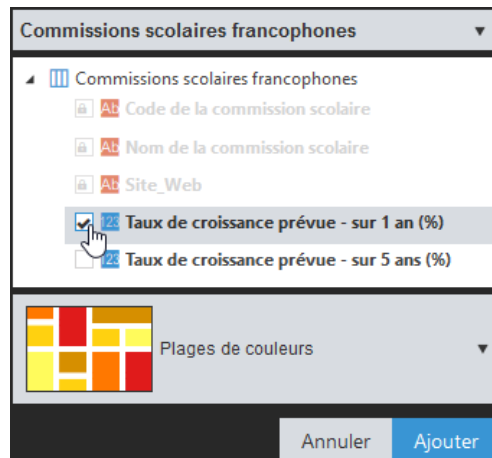 Commissions scolaires francophones
Commissions scolaires francophones
Ab Code de la commission scolaire
Ab Nom de la commission scolaire
Ab Site_Web
123 Taux de croissance prévue - sur 1 an (%)
123 Taux de croissance prévue - sur 5 ans (%)
Plages de couleurs
Annuler Ajouter